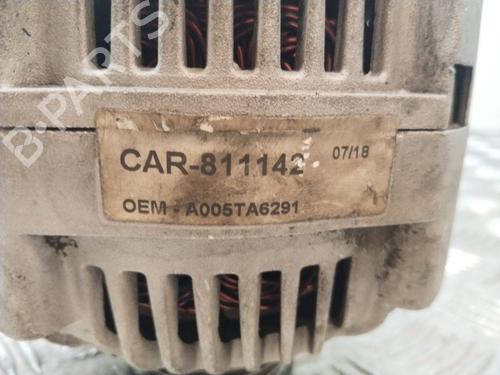 B-PARTS
CAR-811142 07/18
OEM - A005TA6291